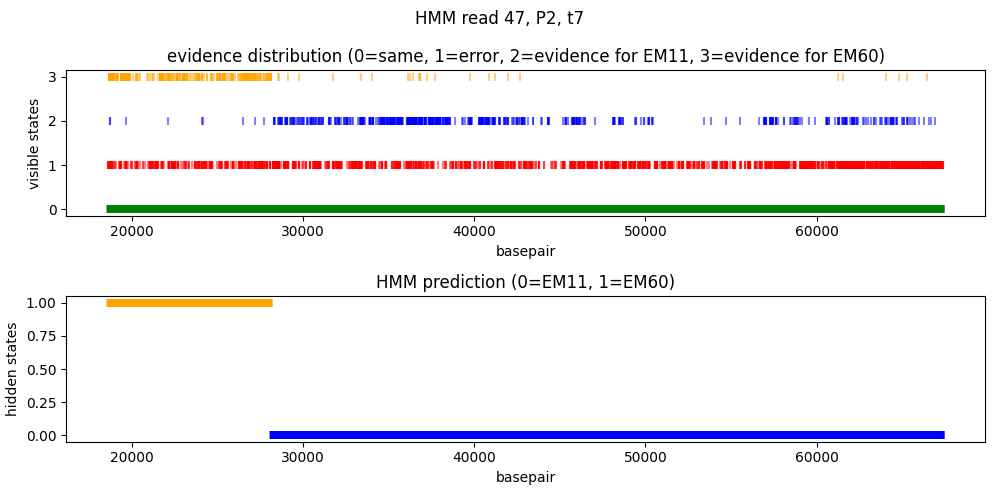 HMM read 47, P2, t7
evidence distribution (0=same, 1=error, 2=evidence for EM11, 3=evidence for EM60)
visible states
3
2
1
0
20000 30000 40000 50000 60000
basepair
HMM prediction (0=EM11, 1=EM60)
hidden states
1.00
0.75
0.50
0.25
0.00
20000 30000 40000 50000 60000
basepair